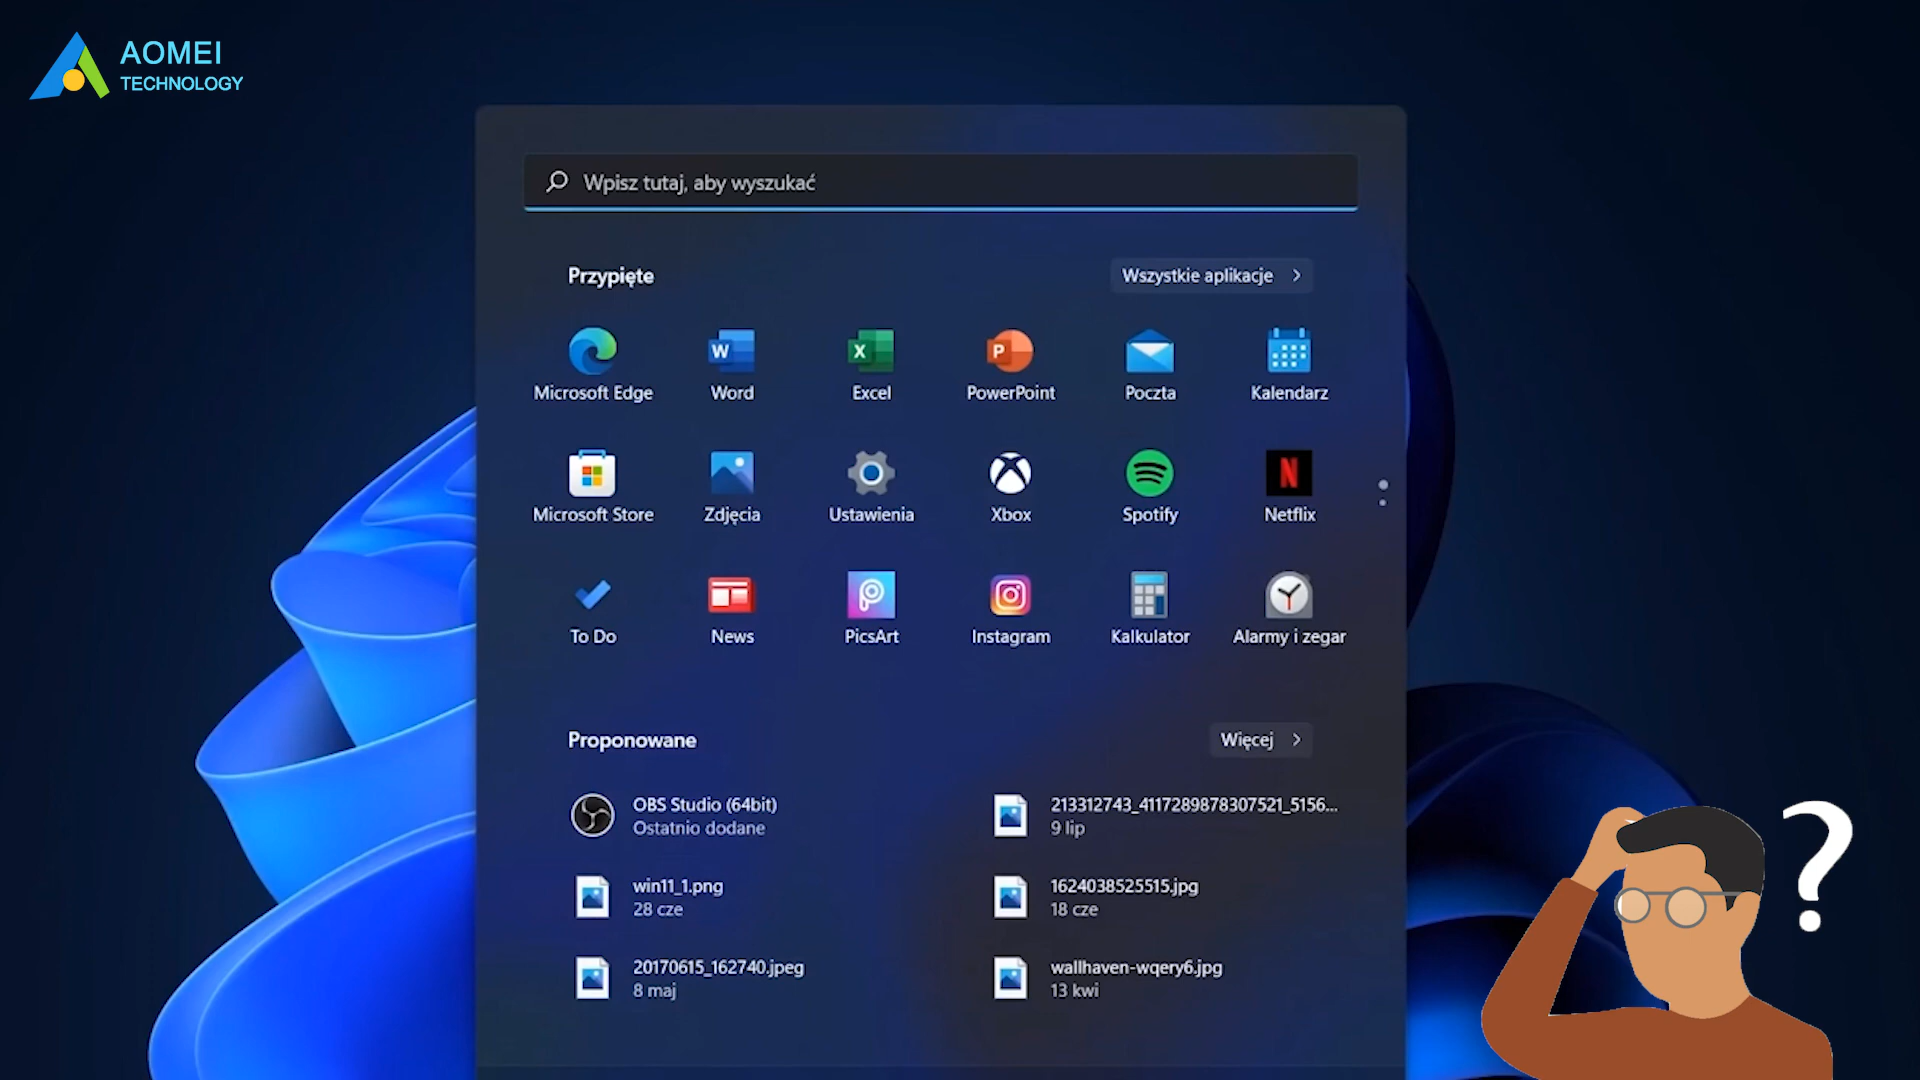 AOMEI
TECHNOLOGY
Wpisz tutaj, aby wyszukać
Przypięte
Wszystkie aplikacje
Microsoft Edge
Word
Excel
PowerPoint
Poczta
Kalendarz
Microsoft Store
Zdjęcia
Ustawienia
Xbox
Spotify
Netflix
To Do
News
PicsArt
Instagram
Kalkulator
Alarmy i zegar
Proponowane
Więcej
OBS Studio (64bit)
Ostatnio dodane
213312743_4117289878307521_5156...
9 lip
win11_1.png
28 cze
1624038525515.jpg
18 cze
20170615_162740.jpeg
8 maj
wallhaven-wqery6.jpg
13 kwi
?